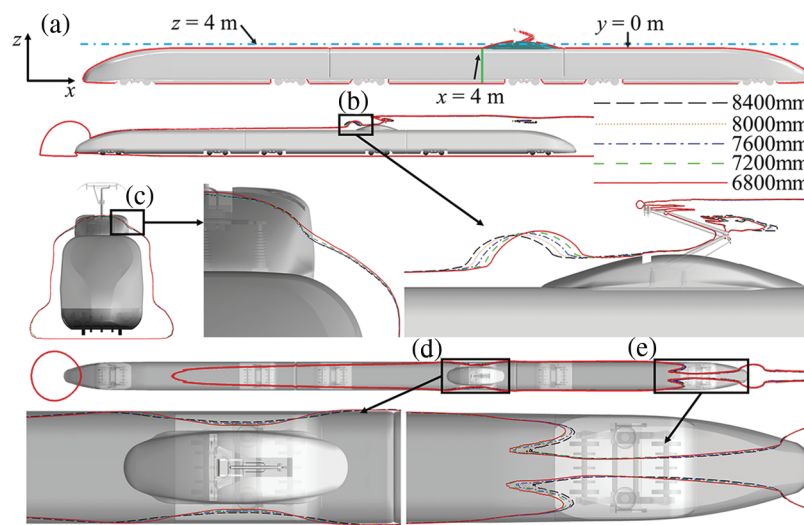 (a)
z
x
z = 4 m
y = 0 m
x = 4 m
(b)
8400mm
8000mm
7600mm
7200mm
6800mm
(c)
(d)
(e)